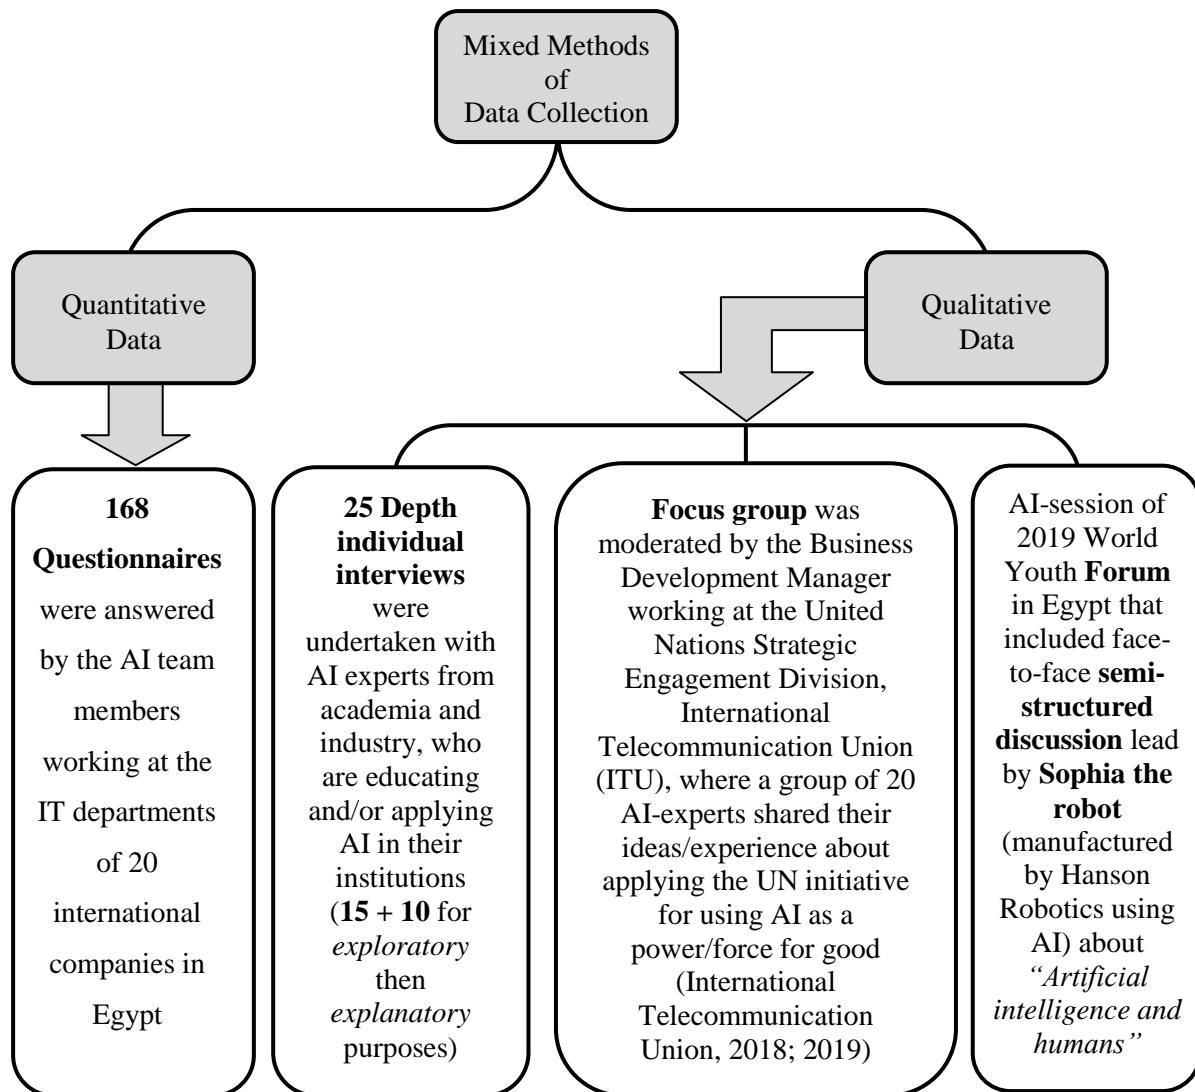 Mixed Methods
of
Data Collection
Quantitative
Data
Qualitative
Data
168
Questionnaires
were answered
by the AI team
members
working at the
IT departments
of 20
international
companies in
Egypt
25 Depth
individual
interviews
were
undertaken with
AI experts from
academia and
industry, who
are educating
and/or applying
AI in their
institutions
(15 + 10 for
exploratory
then
explanatory
purposes)
Focus group was
moderated by the Business
Development Manager
working at the United
Nations Strategic
Engagement Division,
International
Telecommunication Union
(ITU), where a group of 20
AI-experts shared their
ideas/experience about
applying the UN initiative
for using AI as a
power/force for good
(International
Telecommunication
Union, 2018; 2019)
AI-session of
2019 World
Youth Forum
in Egypt that
included face-
to-face semi-
structured
discussion lead
by Sophia the
robot
(manufactured
by Hanson
Robotics using
AI) about
“Artificial
intelligence and
humans”